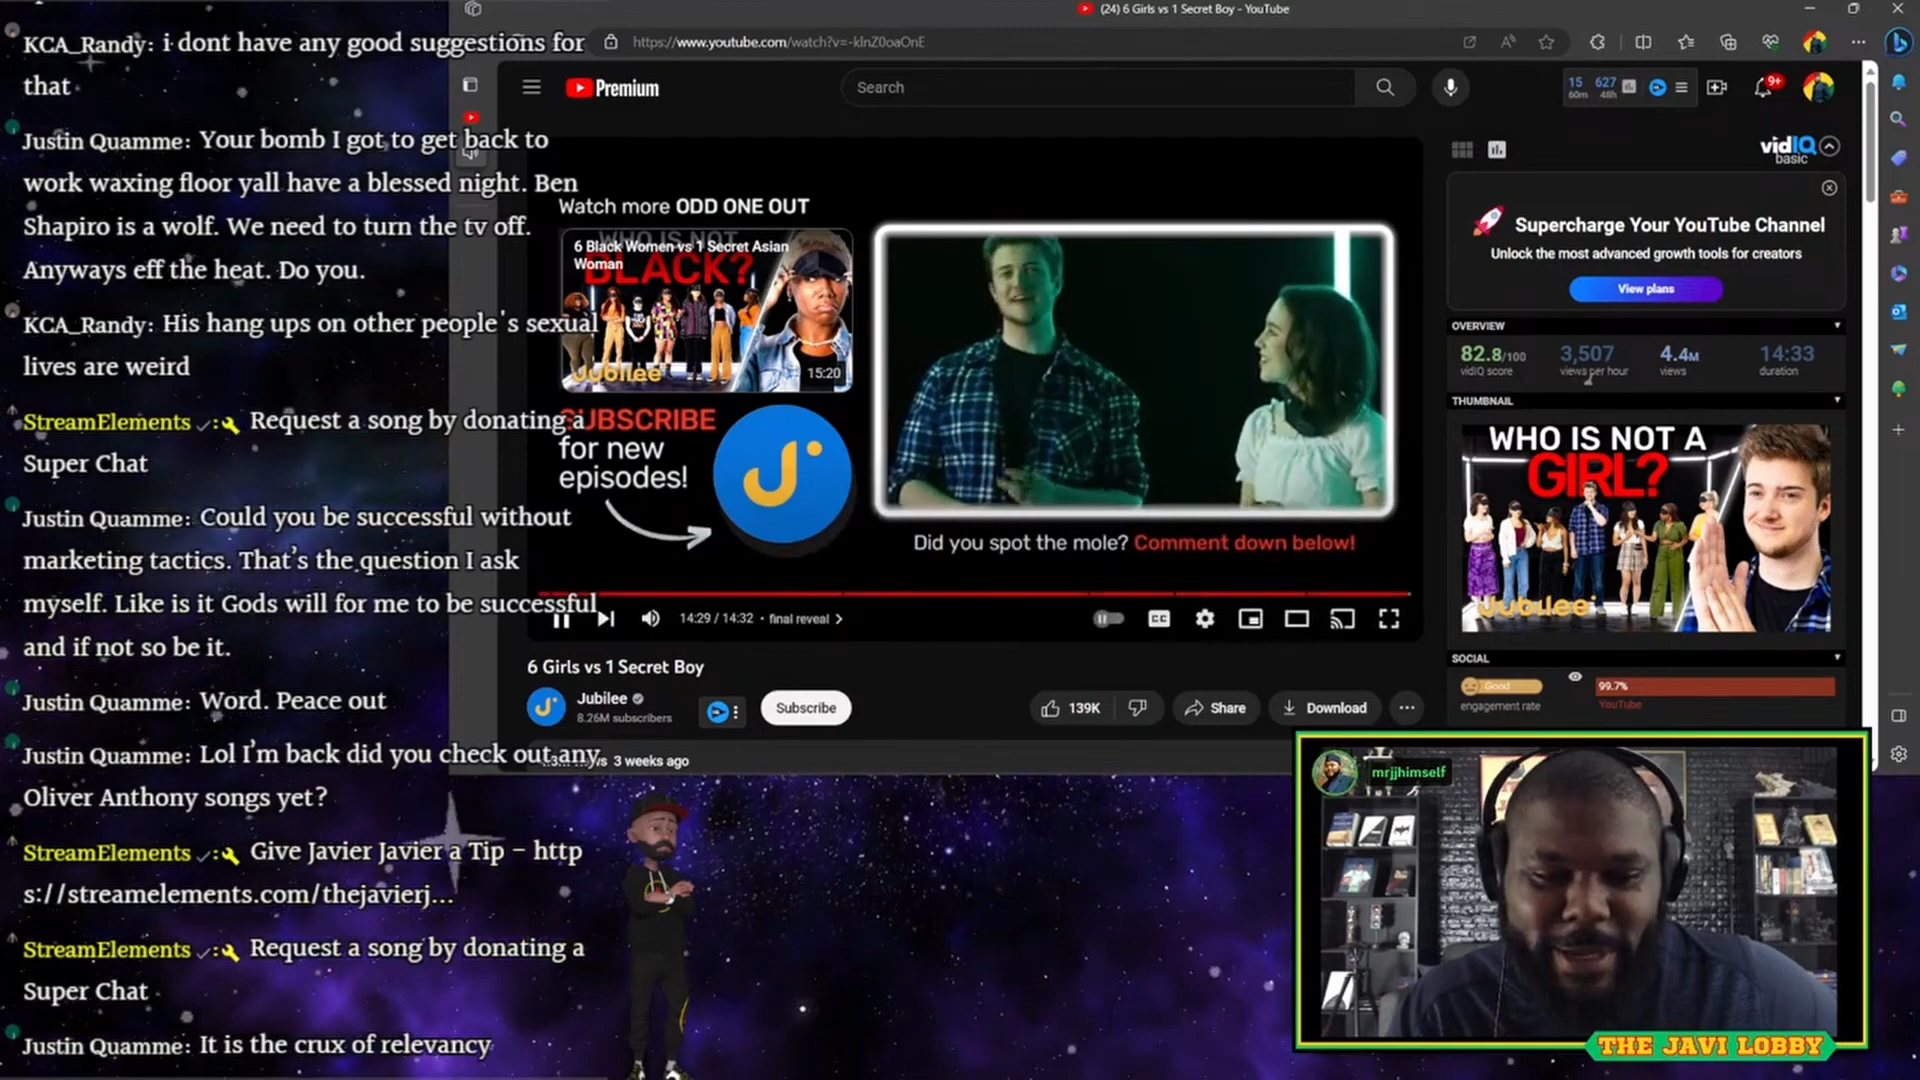 KCA_Randy: i dont have any good suggestions for
that
Justin Quamme: Your bomb I got to get back to
work waxing floor yall have a blessed night. Ben
Shapiro is a wolf. We need to turn the tv off.
Anyways eff the heat. Do you.
KCA_Randy: His hang ups on other people's sexual
lives are weird
StreamElements Request a song by donating a
Super Chat
Justin Quamme: Could you be successful without
marketing tactics. That's the question I ask
myself. Like is it Gods will for me to be successful
and if not so be it.
Justin Quamme: Word. Peace out
Justin Quamme: Lol I'm back did you check out any
Oliver Anthony songs yet?
StreamElements Give Javier Javier a Tip - http
s://streamelements.com/thejavierj...
StreamElements Request a song by donating a
Super Chat
Justin Quamme: It is the crux of relevancy
(24) 6 Girls vs 1 Secret Boy - YouTube
https://www.youtube.com/watch?v=-klnZ0oaOnE
Premium
Search
15 627
60m 48h
9+
Watch more ODD ONE OUT
WHO IS NOT
BLACK?
6 Black Women vs 1 Secret Asian
Woman
Jubilee
15:20
SUBSCRIBE
for new
episodes!
Did you spot the mole? Comment down below!
14:29 / 14:32 • final reveal
CC
6 Girls vs 1 Secret Boy
Jubilee
8.26M subscribers
Subscribe
139K
Share
Download
3 weeks ago
vidIQ
basic
Supercharge Your YouTube Channel
Unlock the most advanced growth tools for creators
View plans
OVERVIEW
82.8/100
vidIQ score
3,507
views per hour
4.4M
views
14:33
duration
THUMBNAIL
WHO IS NOT A
GIRL?
Jubilee
SOCIAL
Good
engagement rate
99.7%
YouTube
mrjjhimself
THE JAVI LOBBY